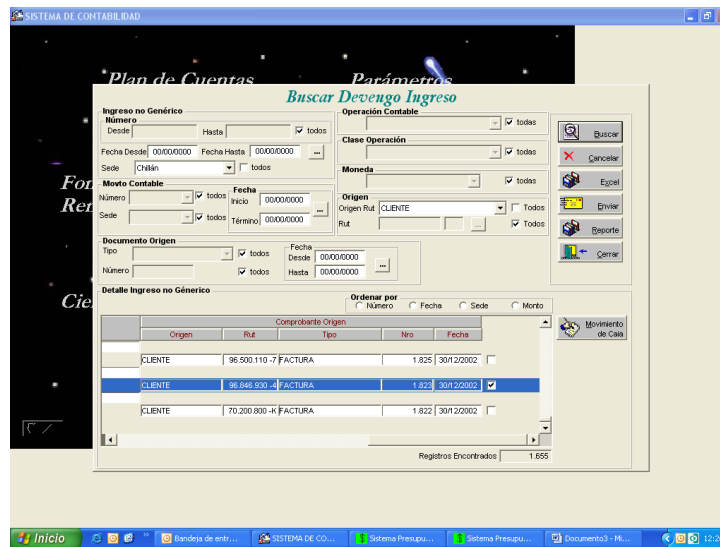 SISTEMA DE CONTABILIDAD
Plan de Cuentas
Parámetros
Buscar Devengo Ingreso
Ingreso no Genérico
Número
Desde
Hasta
todos
Fecha Desde 00/00/0000 Fecha Hasta 00/00/0000 ...
Sede Chillán todos
Movto Contable
Número todos
Sede todos
Fecha
Inicio 00/00/0000
Término 00/00/0000
...
Operación Contable
todas
Clase Operación
todas
Moneda
todas
Origen
Origen Rut CLIENTE Todos
Rut ... Todos
Documento Origen
Tipo todos
Número todos
Fecha
Desde 00/00/0000
Hasta 00/00/0000
...
Buscar
Cancelar
Excel
Enviar
Reporte
Cerrar
Detalle Ingreso no Génerico
Ordenar por
Número Fecha Sede Monto
Comprobante Origen
Origen Rut Tipo Nro Fecha
CLIENTE 96.500.110 -7 FACTURA 1.825 30/12/2002
CLIENTE 96.846.930 -4 FACTURA 1.823 30/12/2002
CLIENTE 70.200.800 -K FACTURA 1.822 30/12/2002
Movimiento
de Caia
Registros Encontrados 1.655
Inicio
Bandeja de entr...
SISTEMA DE CO...
Sistema Presupu...
Sistema Presupu...
Documento3 - Mi...